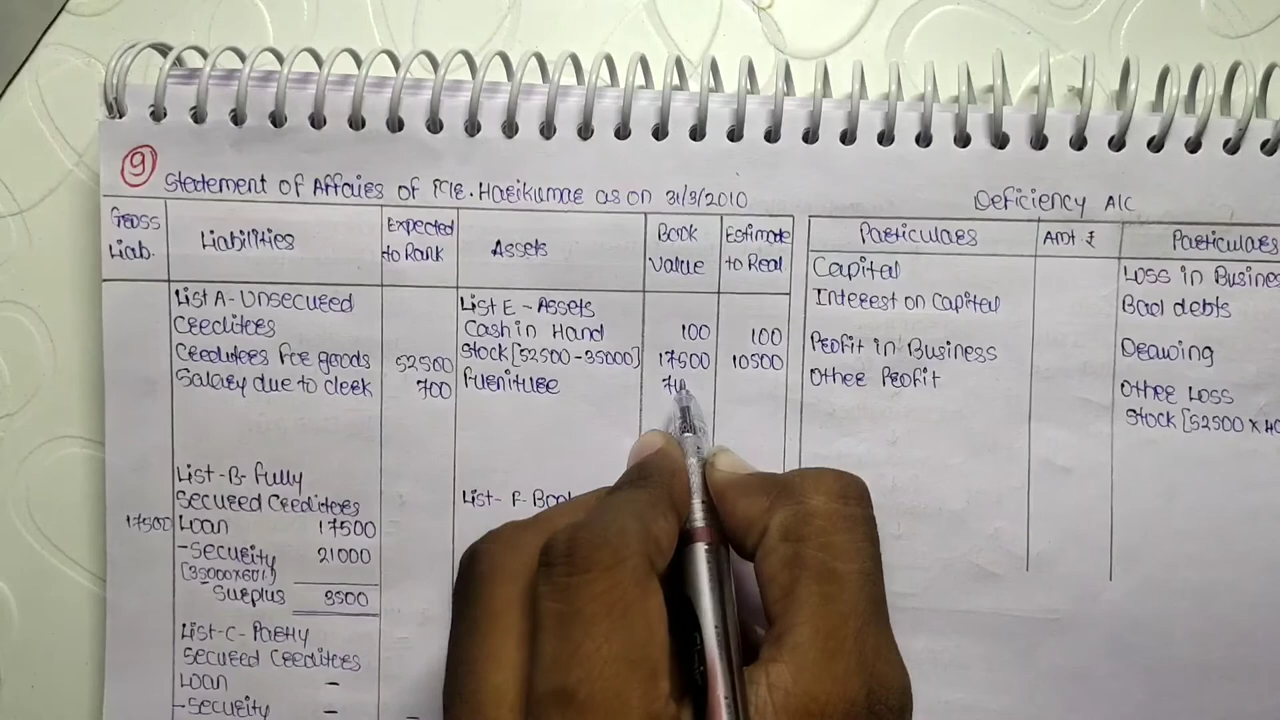 9
Statement of Affairs of Mr. Harikumar as on 31/3/2010
Gross Liab.
Liabilities
Expected to Rank
Assets
Book Value
Estimate to Real
List A - Unsecured
Creditors
Creditors for goods 52500
Salary due to clerk 700
List-B- Fully
Secured Creditors
17500 Loan 17500
-Security 21000
[35000x60%]
Surplus 3500
List-C- Partly
Secured Creditors
Loan -
-Security -
List E - Assets
Cash in Hand 100 100
Stock [52500-35000] 17500 10500
Furniture
List- F- Book
Deficiency A/C
Particulars
Amt ₹
Particulars
Capital
Interest on Capital
Profit in Business
Other Profit
Loss in Busines
Bad debts
Drawing
Other Loss
Stock [52500 x 40